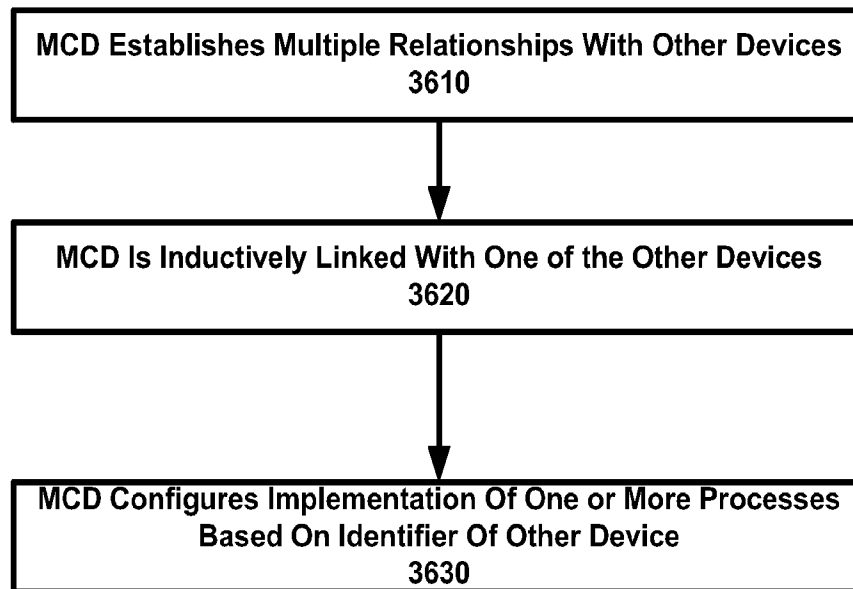 MCD Establishes Multiple Relationships With Other Devices
3610
MCD Is Inductively Linked With One of the Other Devices
3620
MCD Configures Implementation Of One or More Processes
Based On Identifier Of Other Device
3630